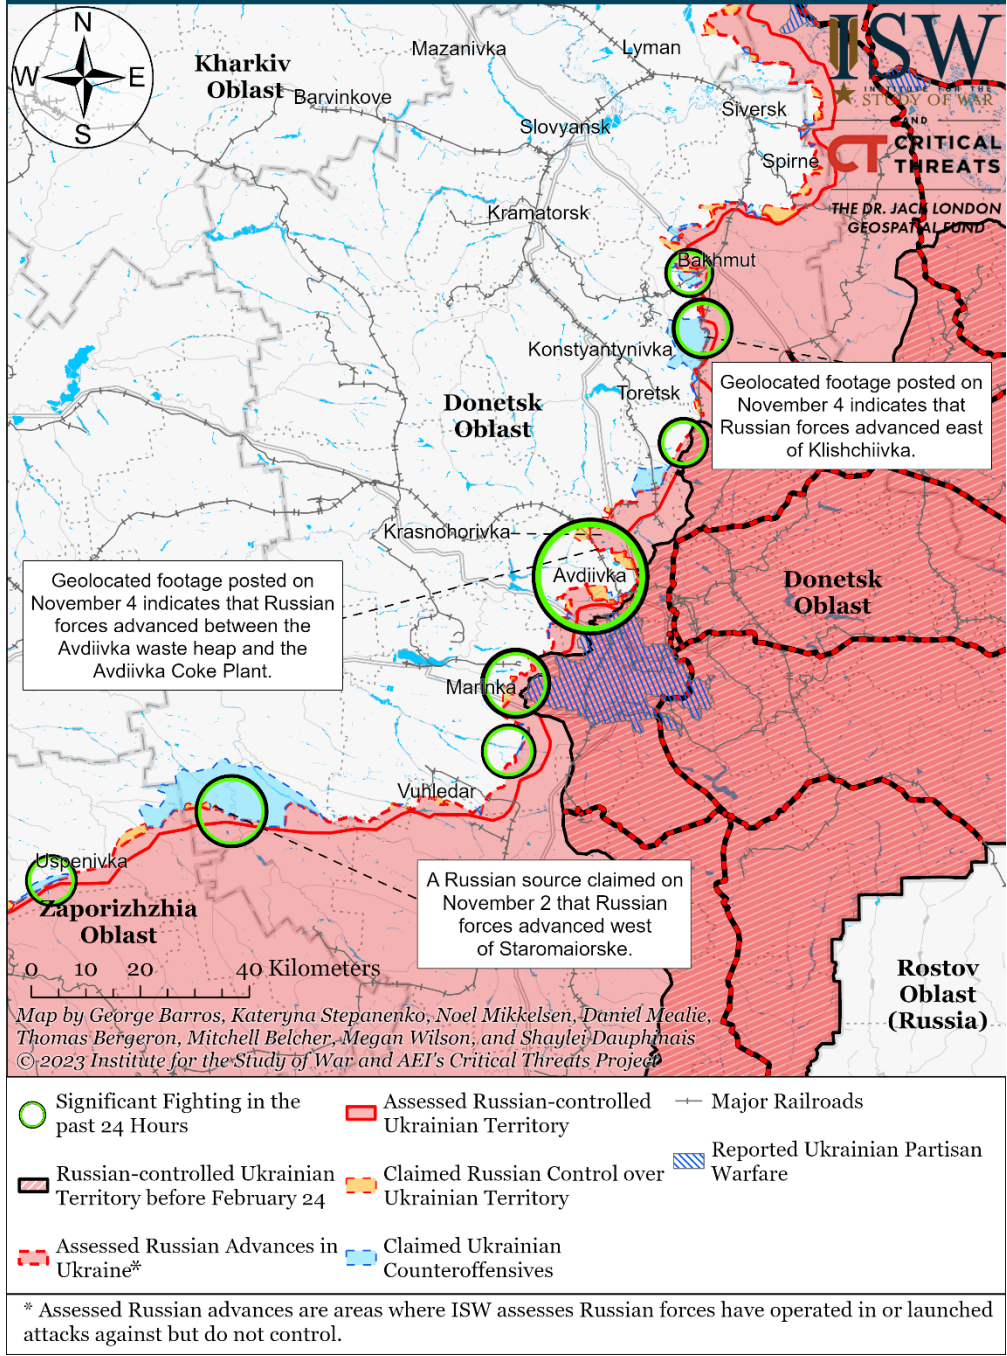 N
W
E
S
ISW
INSTITUTE FOR THE
STUDY OF WAR
AND
CT CRITICAL
THREATS
THE DR. JACK LONDON
GEOSPATIAL FUND
Kharkiv
Oblast
Mazanivka
Lyman
Barvinkove
Slovyansk
Siversk
Spirne
Kramatorsk
Bakhmut
Konstyantynivka
Toretsk
Donetsk
Oblast
Geolocated footage posted on
November 4 indicates that
Russian forces advanced east
of Klishchiivka.
Krasnohorivka
Avdiivka
Geolocated footage posted on
November 4 indicates that Russian
forces advanced between the
Avdiivka waste heap and the
Avdiivka Coke Plant.
Donetsk
Oblast
Marinka
Vuhledar
Uspenivka
Zaporizhzhia
Oblast
A Russian source claimed on
November 2 that Russian
forces advanced west
of Staromaiorske.
Rostov
Oblast
(Russia)
0 10 20 40 Kilometers
Map by George Barros, Kateryna Stepanenko, Noel Mikkelsen, Daniel Mealie,
Thomas Bergeron, Mitchell Belcher, Megan Wilson, and Shaylei Dauphinais
© 2023 Institute for the Study of War and AEI's Critical Threats Project
Significant Fighting in the
past 24 Hours
Russian-controlled Ukrainian
Territory before February 24
Assessed Russian Advances in
Ukraine*
Assessed Russian-controlled
Ukrainian Territory
Claimed Russian Control over
Ukrainian Territory
Claimed Ukrainian
Counteroffensives
Major Railroads
Reported Ukrainian Partisan
Warfare
* Assessed Russian advances are areas where ISW assesses Russian forces have operated in or launched
attacks against but do not control.